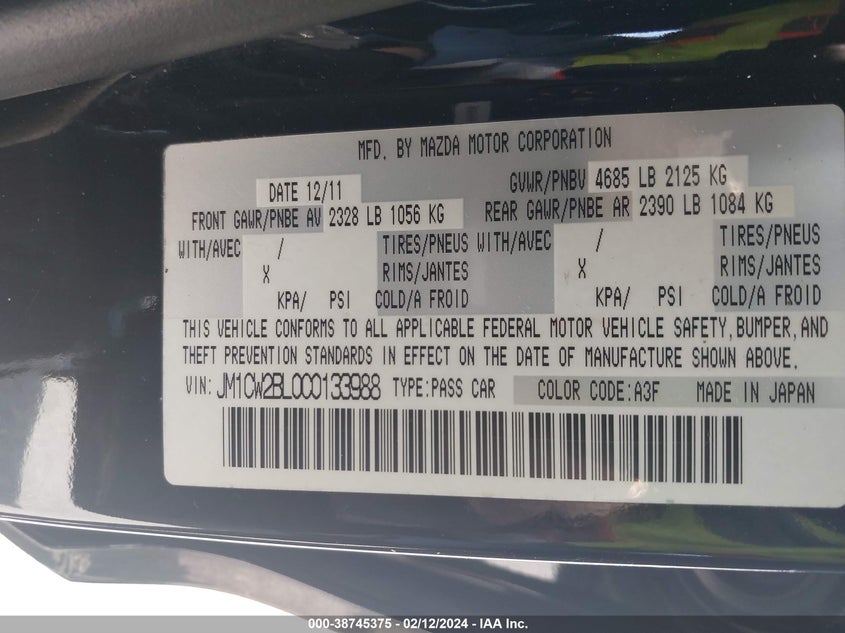 MFD. BY MAZDA MOTOR CORPORATION
DATE 12/11 GVWR/PNBV 4685 LB 2125 KG
FRONT GAWR/PNBE AV 2328 LB 1056 KG REAR GAWR/PNBE AR 2390 LB 1084 KG
WITH/AVEC / TIRES/PNEUS WITH/AVEC / TIRES/PNEUS
X RIMS/JANTES X RIMS/JANTES
KPA/ PSI COLD/A FROID KPA/ PSI COLD/A FROID
THIS VEHICLE CONFORMS TO ALL APPLICABLE FEDERAL MOTOR VEHICLE SAFETY,BUMPER,AND
THEFT PREVENTION STANDARDS IN EFFECT ON THE DATE OF MANUFACTURE SHOWN ABOVE.
VIN: JM1CW2BL0C0133988 TYPE:PASS CAR COLOR CODE:A3F MADE IN JAPAN
000-38745375 - 02/12/2024 - IAA Inc.